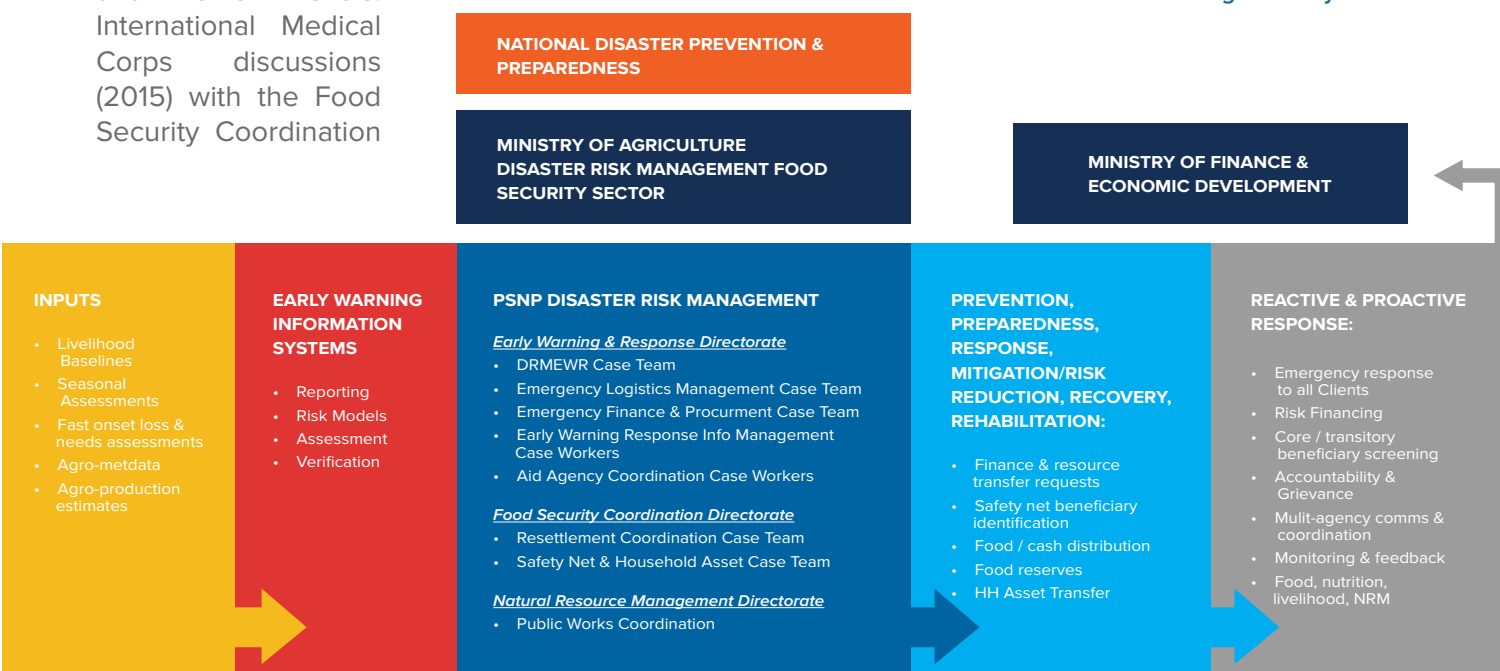 International Medical
Corps discussions
(2015) with the Food
Security Coordination
NATIONAL DISASTER PREVENTION &
PREPAREDNESS
MINISTRY OF AGRICULTURE
DISASTER RISK MANAGEMENT FOOD
SECURITY SECTOR
MINISTRY OF FINANCE &
ECONOMIC DEVELOPMENT
INPUTS
• Livelihood
Baselines
• Seasonal
Assessments
• Fast onset loss &
needs assessments
• Agro-metdata
• Agro-production
estimates
EARLY WARNING
INFORMATION
SYSTEMS
• Reporting
• Risk Models
• Assessment
• Verification
PSNP DISASTER RISK MANAGEMENT
Early Warning & Response Directorate
• DRMEWR Case Team
• Emergency Logistics Management Case Team
• Emergency Finance & Procurment Case Team
• Early Warning Response Info Management
Case Workers
• Aid Agency Coordination Case Workers
Food Security Coordination Directorate
• Resettlement Coordination Case Team
• Safety Net & Household Asset Case Team
Natural Resource Management Directorate
• Public Works Coordination
PREVENTION,
PREPAREDNESS,
RESPONSE,
MITIGATION/RISK
REDUCTION, RECOVERY,
REHABILITATION:
• Finance & resource
transfer requests
• Safety net beneficiary
identification
• Food / cash distribution
• Food reserves
• HH Asset Transfer
REACTIVE & PROACTIVE
RESPONSE:
• Emergency response
to all Clients
• Risk Financing
• Core / transitory
beneficiary screening
• Accountability &
Grievance
• Mulit-agency comms &
coordination
• Monitoring & feedback
• Food, nutrition,
livelihood, NRM